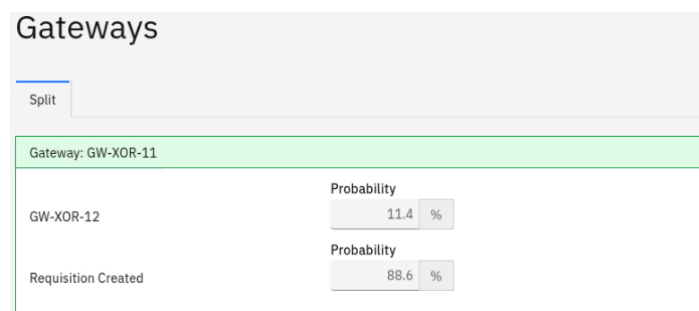 Gateways
Split
Gateway: GW-XOR-11
Probability
GW-XOR-12
11.4 %
Probability
Requisition Created
88.6 %